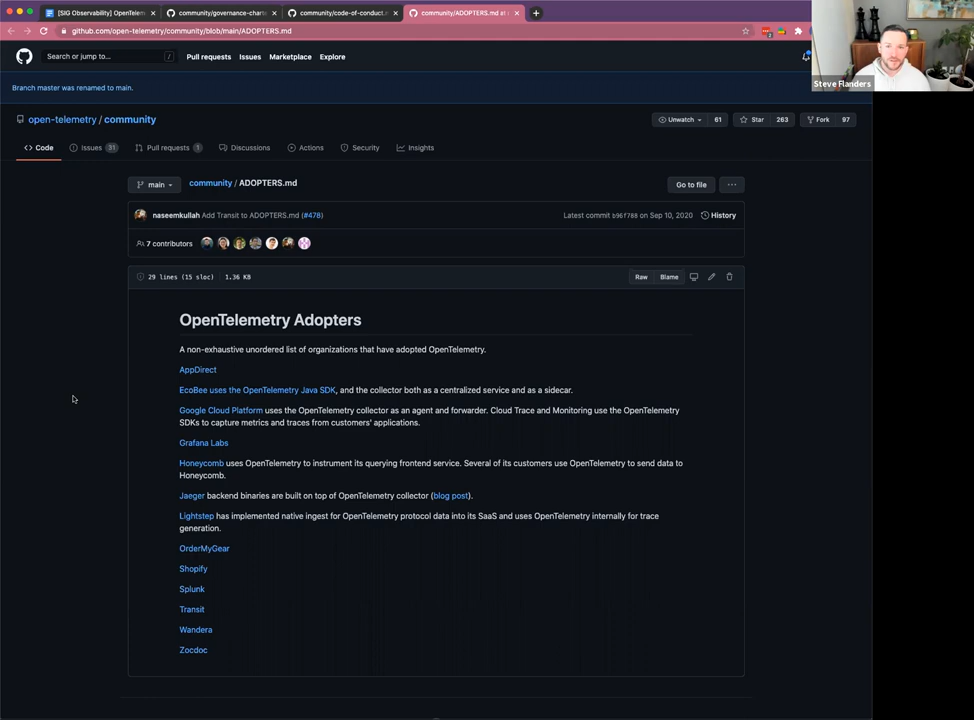 [SIG Observability] OpenTelem
community/governance-charte
community/code-of-conduct.m
community/ADOPTERS.md at m
github.com/open-telemetry/community/blob/main/ADOPTERS.md
Search or jump to...
/
Pull requests
Issues
Marketplace
Explore
Steve Flanders
Branch master was renamed to main.
open-telemetry / community
Unwatch
61
Star
263
Fork
97
Code
Issues 31
Pull requests 1
Discussions
Actions
Security
Insights
main
community / ADOPTERS.md
Go to file
...
naseemkullah Add Transit to ADOPTERS.md (#478)
Latest commit b96f788 on Sep 10, 2020
History
7 contributors
29 lines (15 sloc)
1.36 KB
Raw
Blame
OpenTelemetry Adopters
A non-exhaustive unordered list of organizations that have adopted OpenTelemetry.
AppDirect
EcoBee uses the OpenTelemetry Java SDK, and the collector both as a centralized service and as a sidecar.
Google Cloud Platform uses the OpenTelemetry collector as an agent and forwarder. Cloud Trace and Monitoring use the OpenTelemetry
SDKs to capture metrics and traces from customers' applications.
Grafana Labs
Honeycomb uses OpenTelemetry to instrument its querying frontend service. Several of its customers use OpenTelemetry to send data to
Honeycomb.
Jaeger backend binaries are built on top of OpenTelemetry collector (blog post).
Lightstep has implemented native ingest for OpenTelemetry protocol data into its SaaS and uses OpenTelemetry internally for trace
generation.
OrderMyGear
Shopify
Splunk
Transit
Wandera
Zocdoc